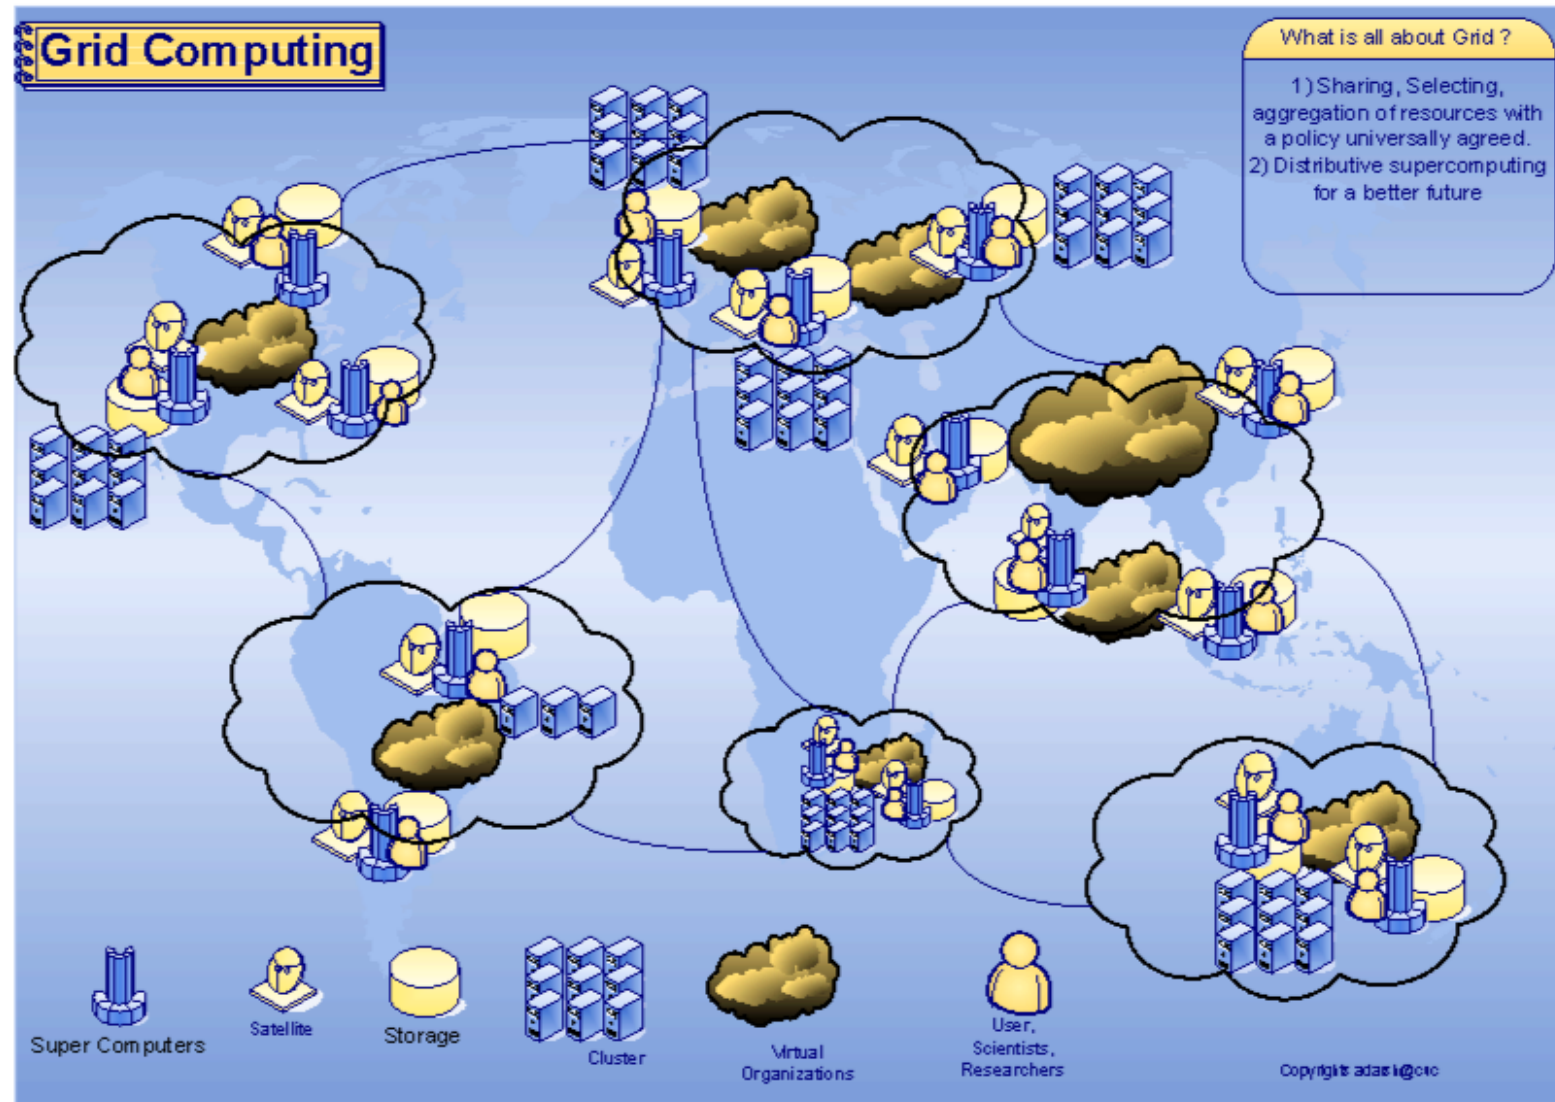 Grid Computing
What is all about Grid ?
1) Sharing, Selecting,
aggregation of resources with
a policy universally agreed.
2) Distributive supercomputing
for a better future
Super Computers
Satellite
Storage
Cluster
Virtual
Organizations
User,
Scientists,
Researchers
Copyrights